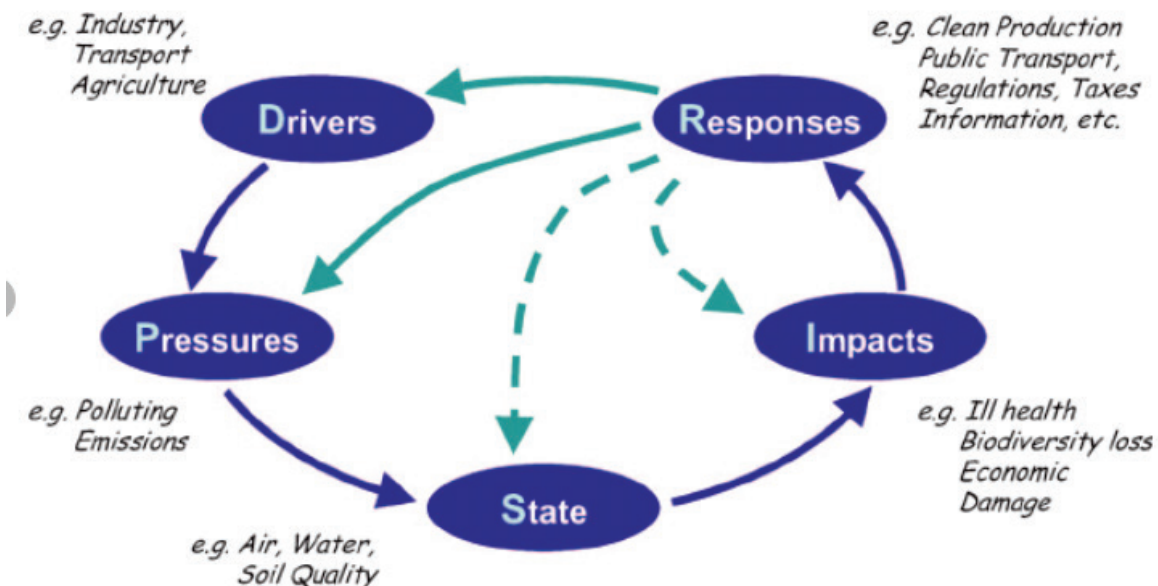 e.g. Industry,
Transport
Agriculture
Drivers
Responses
e.g. Clean Production
Public Transport,
Regulations, Taxes
Information, etc.
Pressures
e.g. Polluting
Emissions
State
e.g. Air, Water,
Soil Quality
Impacts
e.g. Ill health
Biodiversity loss
Economic
Damage